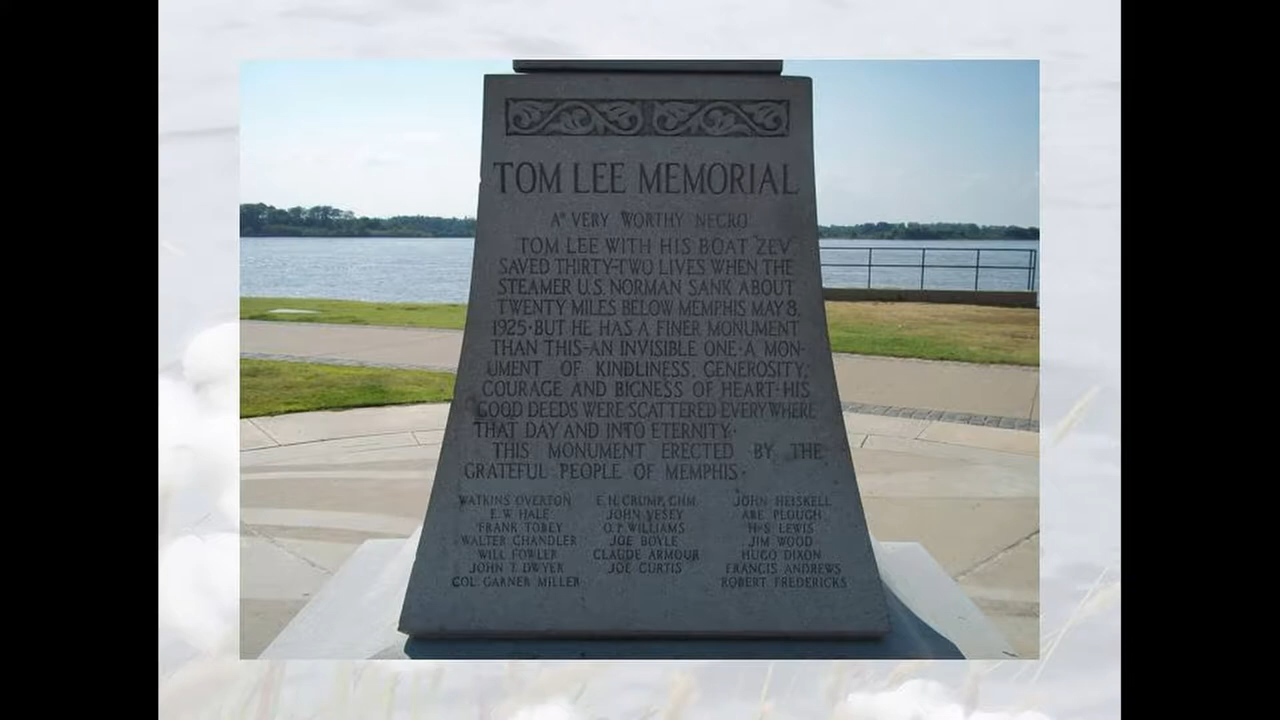 TOM LEE MEMORIAL
A VERY WORTHY NEGRO
TOM LEE WITH HIS BOAT "ZEV"
SAVED THIRTY-TWO LIVES WHEN THE
STEAMER U.S. NORMAN SANK ABOUT
TWENTY MILES BELOW MEMPHIS MAY 8,
1925·BUT HE HAS A FINER MONUMENT
THAN THIS-AN INVISIBLE ONE·A MON-
UMENT OF KINDLINESS, GENEROSITY,
COURAGE AND BIGNESS OF HEART·HIS
GOOD DEEDS WERE SCATTERED EVERYWHERE
THAT DAY AND INTO ETERNITY·
THIS MONUMENT ERECTED BY THE
GRATEFUL PEOPLE OF MEMPHIS·
WATKINS OVERTON E.H. CRUMP, CHM. JOHN HEISKELL
E.W. HALE JOHN VESEY ABE PLOUGH
FRANK TOBEY O.P. WILLIAMS H.S. LEWIS
WALTER CHANDLER JOE BOYLE JIM WOOD
WILL FOWLER CLAUDE ARMOUR HUGO DIXON
JOHN T. DWYER JOE CURTIS FRANCIS ANDREWS
COL. GARNER MILLER ROBERT FREDERICKS